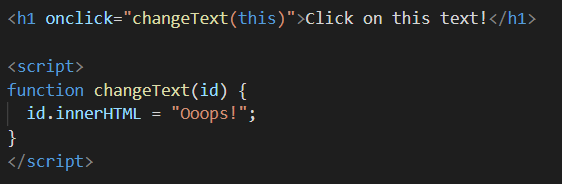 <h1 onclick="changeText(this)">Click on this text!</h1>
<script>
function changeText(id) {
id.innerHTML = "Ooops!";
}
</script>